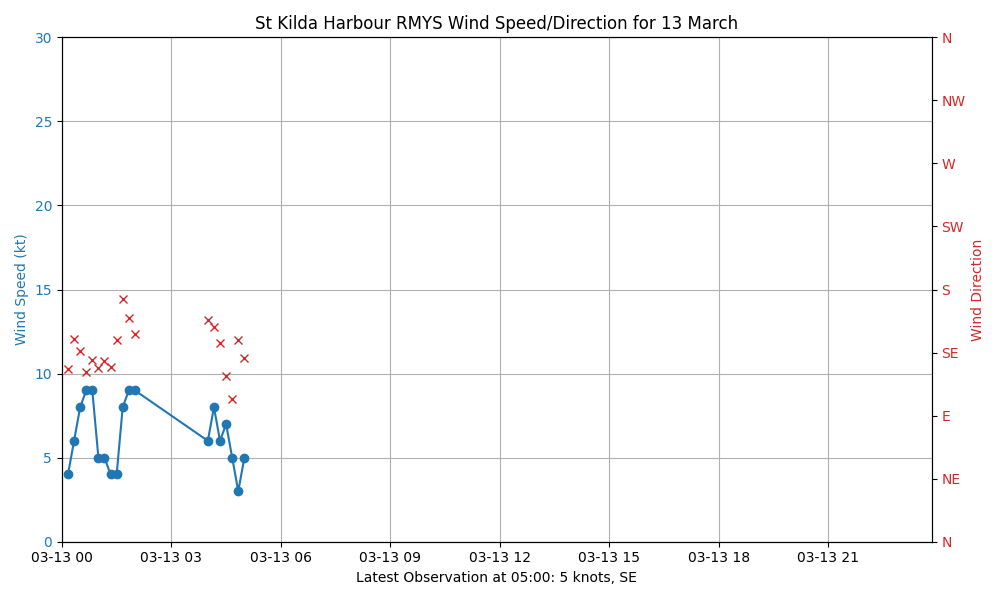 St Kilda Harbour RMYS Wind Speed/Direction for 13 March
30
25
20
15
10
5
0
Wind Speed (kt)
N
NW
W
SW
S
SE
E
NE
N
Wind Direction
03-13 00
03-13 03
03-13 06
03-13 09
03-13 12
03-13 15
03-13 18
03-13 21
Latest Observation at 05:00: 5 knots, SE